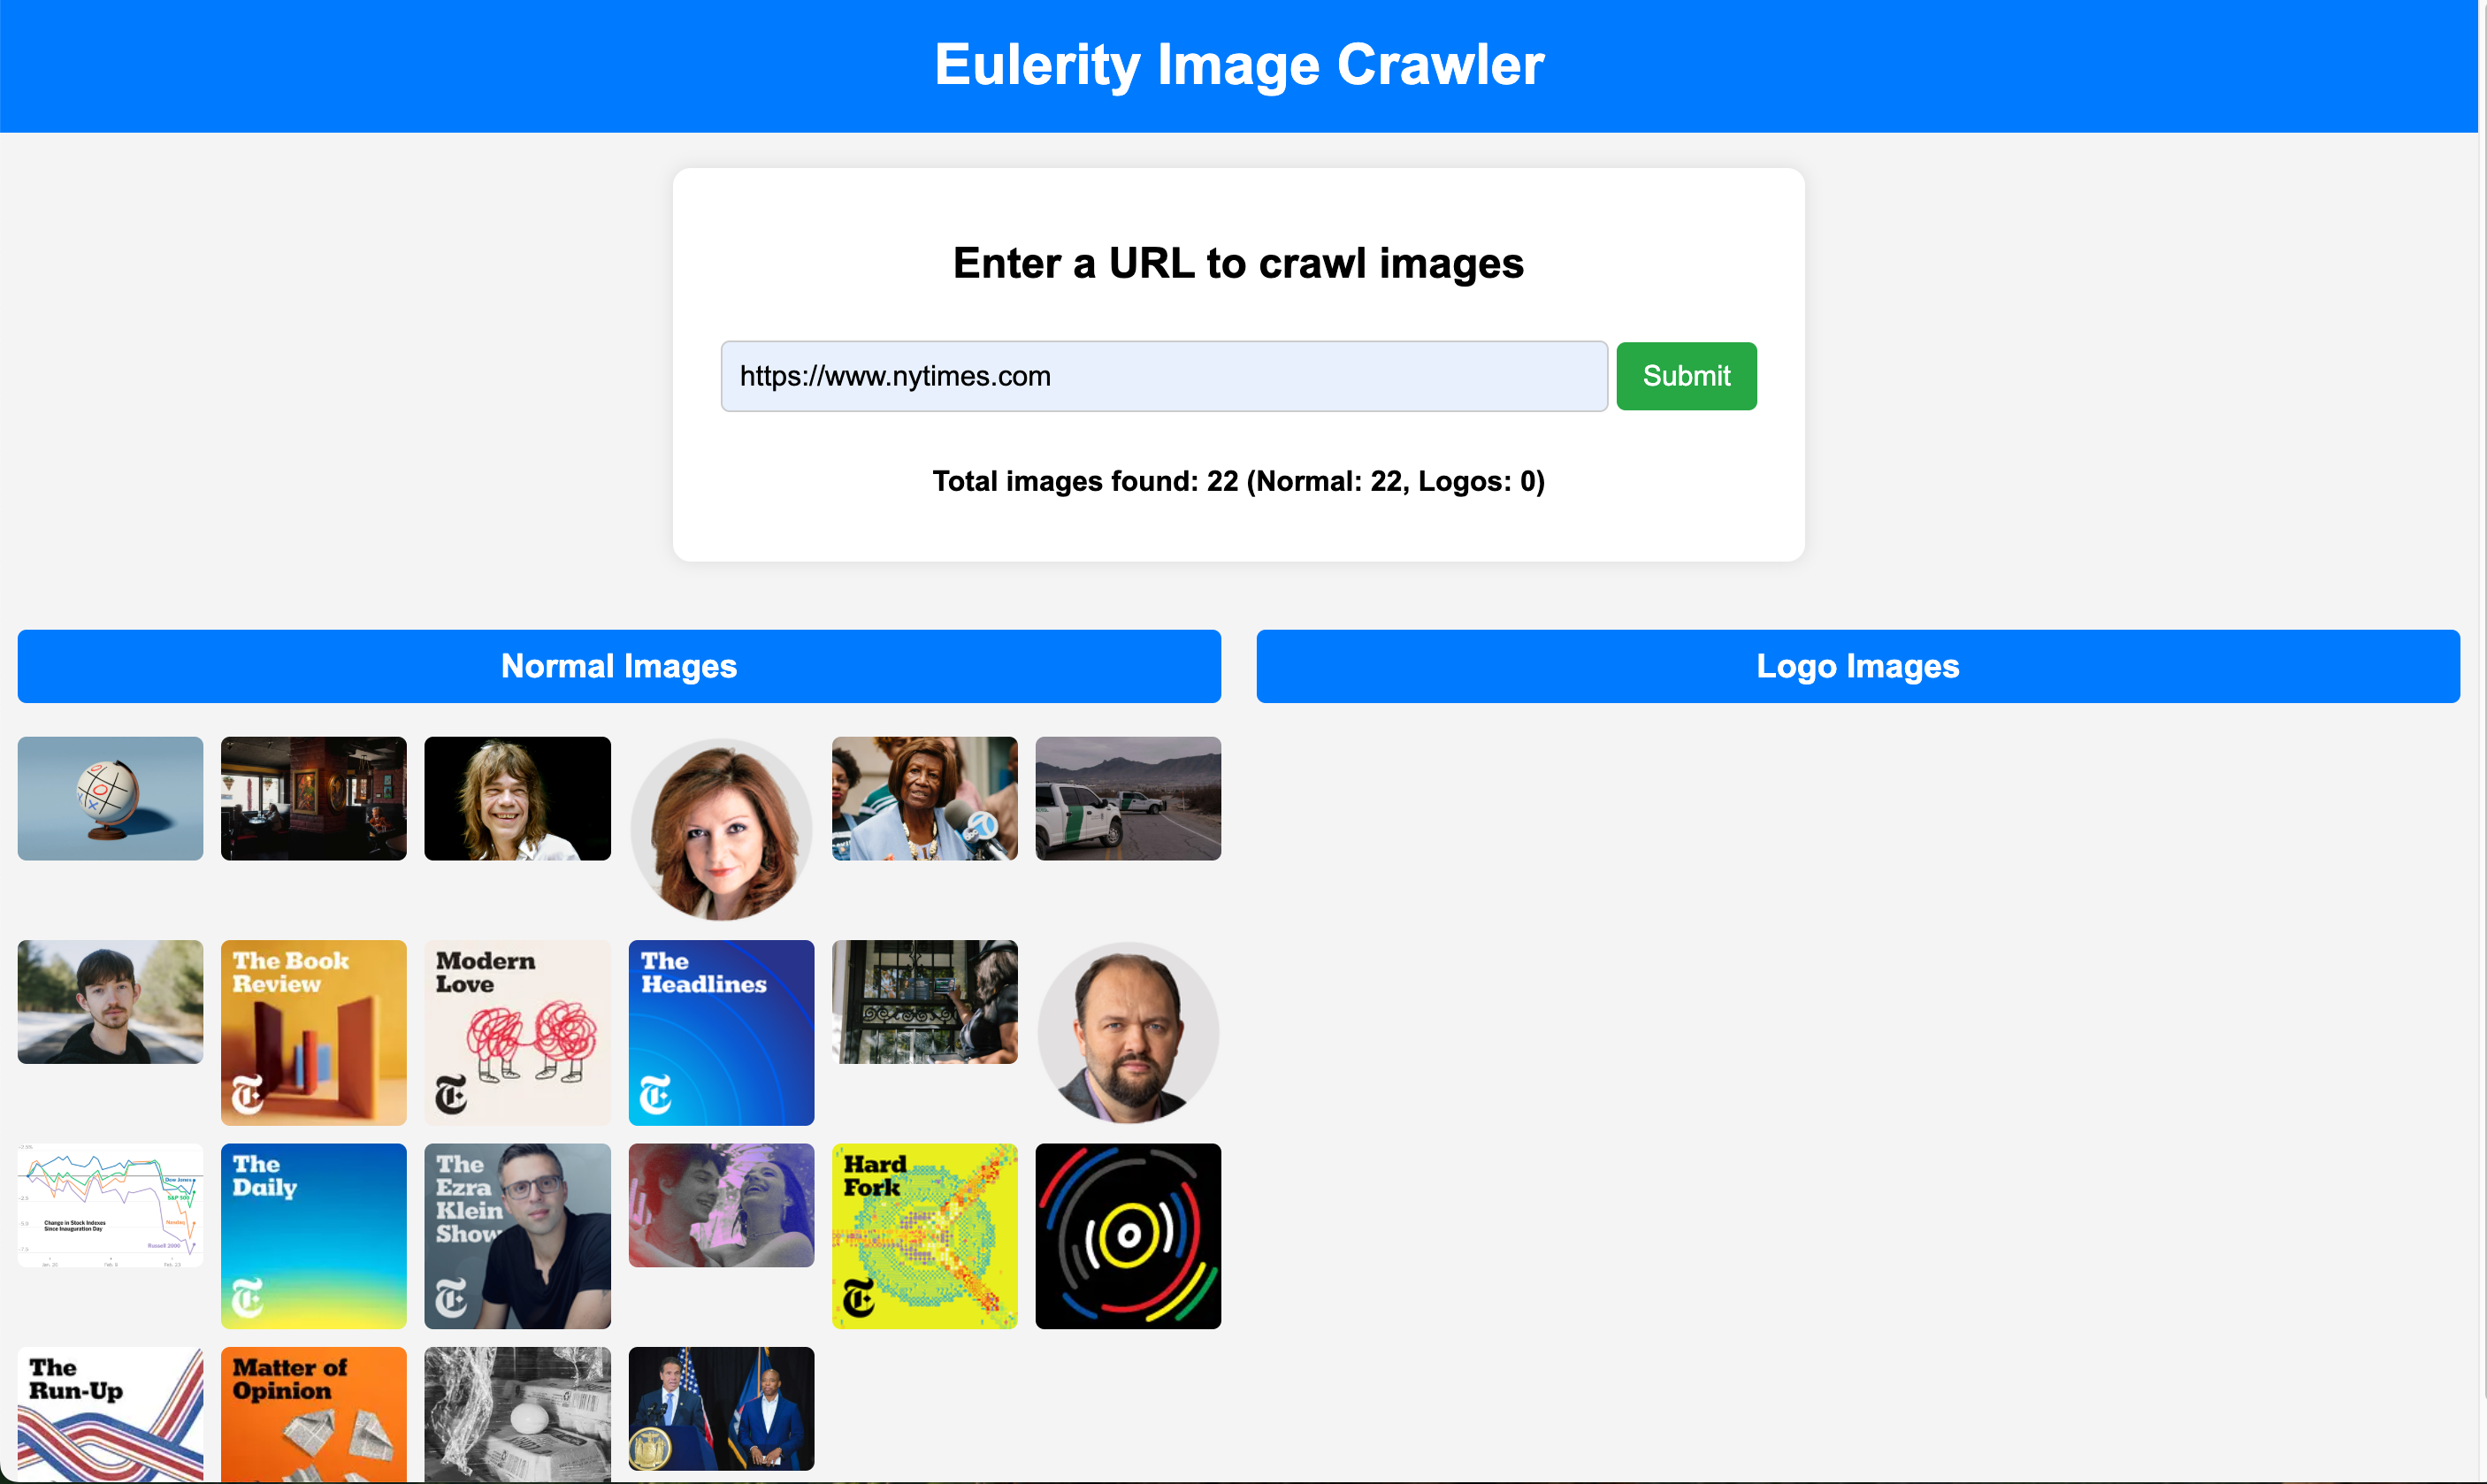 Eulerity Image Crawler
Enter a URL to crawl images
https://www.nytimes.com
Submit
Total images found: 22 (Normal: 22, Logos: 0)
Normal Images
Logo Images
The Book
Review
Modern
Love
The
Headlines
Dow Jones
S&P 500
Change in Stock Indexes
Since Inauguration Day
Nasdaq
Russell 2000
The
Daily
The
Ezra
Klein
Show
Hard
Fork
The
Run-Up
Matter of
Opinion